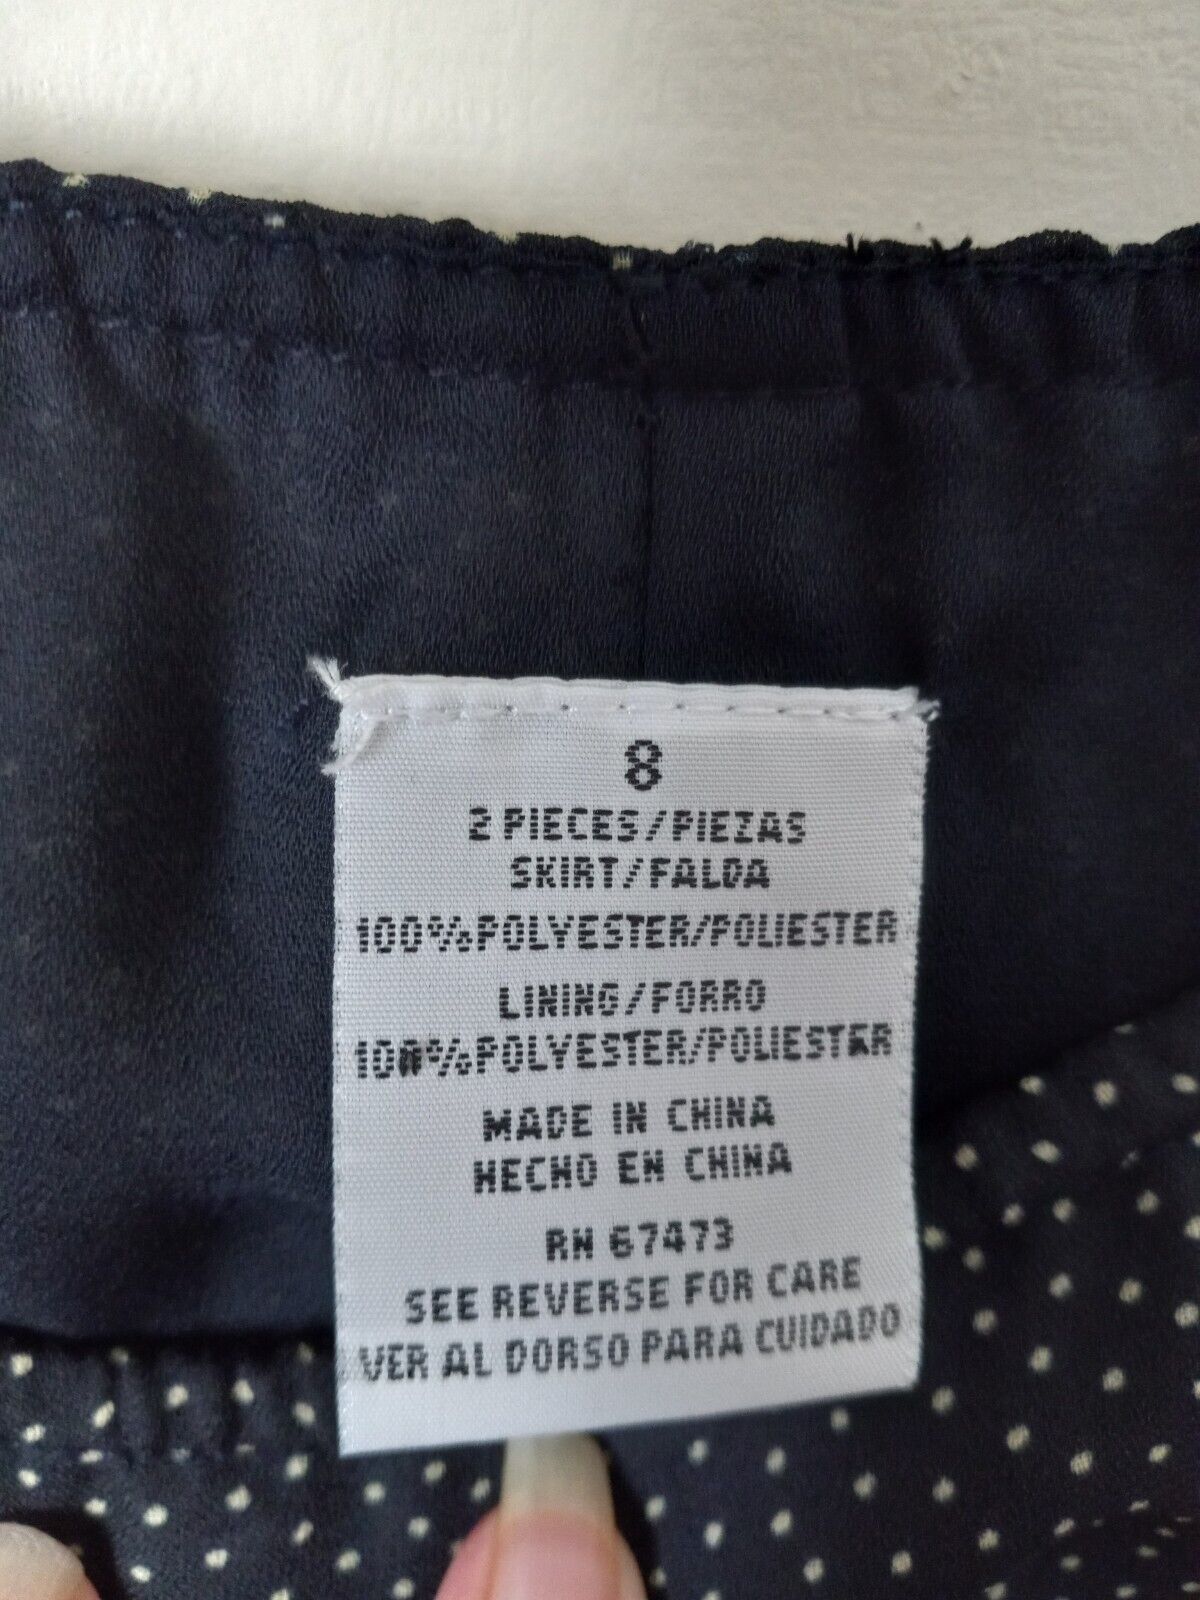 8
2 PIECES/PIEZAS
SKIRT/FALDA
100%POLYESTER/POLIESTER
LINING/FORRO
100%POLYESTER/POLIESTER
MADE IN CHINA
HECHO EN CHINA
RN 67473
SEE REVERSE FOR CARE
VER AL DORSO PARA CUIDADO